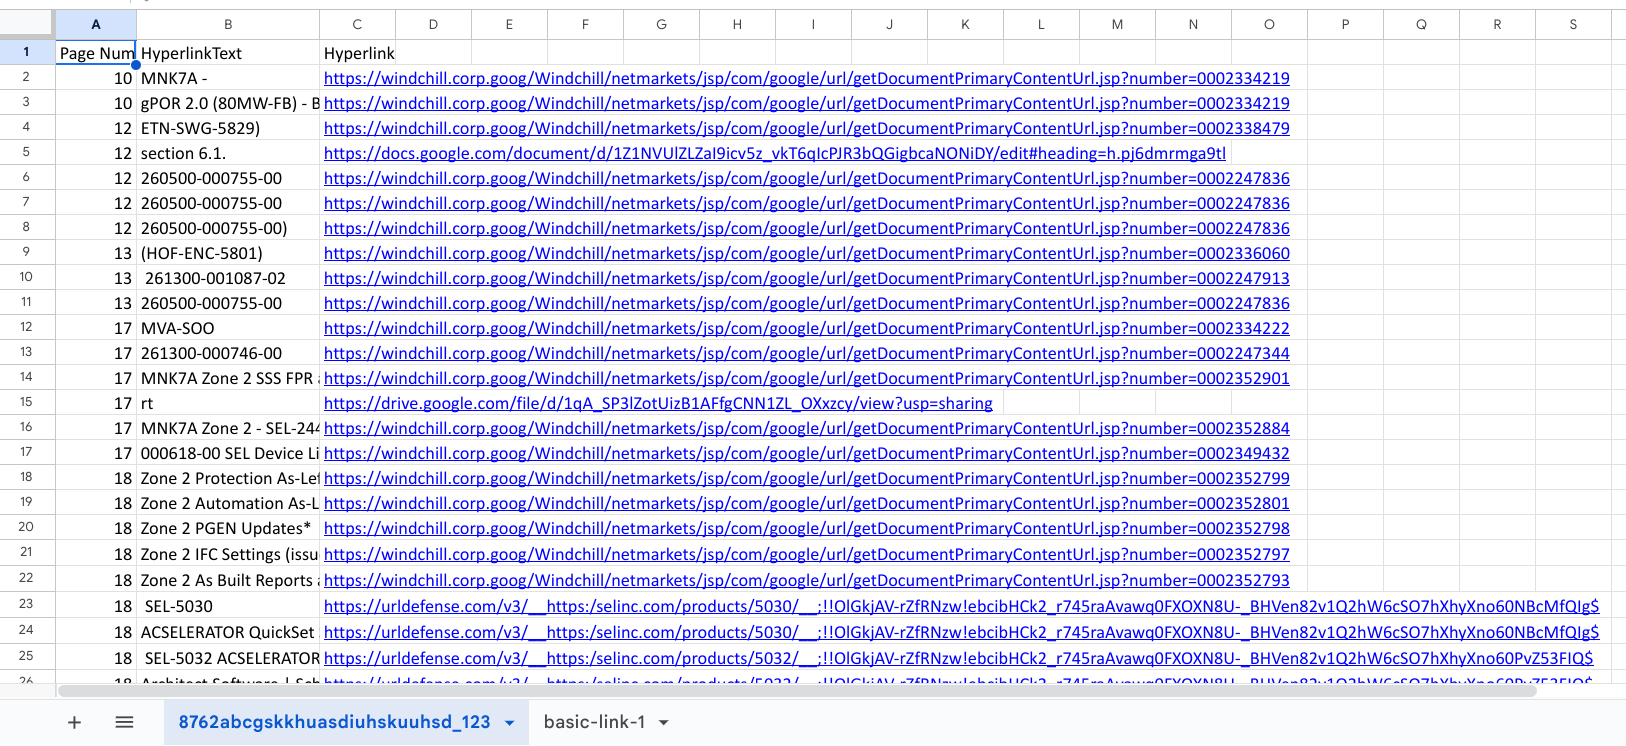 A B C D E F G H I J K L M N O P Q R S
1 Page Num HyperlinkText Hyperlink
2 10 MNK7A - https://windchill.corp.goog/Windchill/netmarkets/jsp/com/google/url/getDocumentPrimaryContentUrl.jsp?number=0002334219
3 10 gPOR 2.0 (80MW-FB) - B https://windchill.corp.goog/Windchill/netmarkets/jsp/com/google/url/getDocumentPrimaryContentUrl.jsp?number=0002334219
4 12 ETN-SWG-5829) https://windchill.corp.goog/Windchill/netmarkets/jsp/com/google/url/getDocumentPrimaryContentUrl.jsp?number=0002338479
5 12 section 6.1. https://docs.google.com/document/d/1Z1NVUlZLZaI9icv5z_vkT6qIcPJR3bQGigbcaNONiDY/edit#heading=h.pj6dmrmga9tl
6 12 260500-000755-00 https://windchill.corp.goog/Windchill/netmarkets/jsp/com/google/url/getDocumentPrimaryContentUrl.jsp?number=0002247836
7 12 260500-000755-00 https://windchill.corp.goog/Windchill/netmarkets/jsp/com/google/url/getDocumentPrimaryContentUrl.jsp?number=0002247836
8 12 260500-000755-00) https://windchill.corp.goog/Windchill/netmarkets/jsp/com/google/url/getDocumentPrimaryContentUrl.jsp?number=0002247836
9 13 (HOF-ENC-5801) https://windchill.corp.goog/Windchill/netmarkets/jsp/com/google/url/getDocumentPrimaryContentUrl.jsp?number=0002336060
10 13 261300-001087-02 https://windchill.corp.goog/Windchill/netmarkets/jsp/com/google/url/getDocumentPrimaryContentUrl.jsp?number=0002247913
11 13 260500-000755-00 https://windchill.corp.goog/Windchill/netmarkets/jsp/com/google/url/getDocumentPrimaryContentUrl.jsp?number=0002247836
12 17 MVA-SOO https://windchill.corp.goog/Windchill/netmarkets/jsp/com/google/url/getDocumentPrimaryContentUrl.jsp?number=0002334222
13 17 261300-000746-00 https://windchill.corp.goog/Windchill/netmarkets/jsp/com/google/url/getDocumentPrimaryContentUrl.jsp?number=0002247344
14 17 MNK7A Zone 2 SSS FPR https://windchill.corp.goog/Windchill/netmarkets/jsp/com/google/url/getDocumentPrimaryContentUrl.jsp?number=0002352901
15 17 rt https://drive.google.com/file/d/1qA_SP3lZotUizB1AFfgCNN1ZL_OXxzcy/view?usp=sharing
16 17 MNK7A Zone 2 - SEL-244 https://windchill.corp.goog/Windchill/netmarkets/jsp/com/google/url/getDocumentPrimaryContentUrl.jsp?number=0002352884
17 17 000618-00 SEL Device Li https://windchill.corp.goog/Windchill/netmarkets/jsp/com/google/url/getDocumentPrimaryContentUrl.jsp?number=0002349432
18 18 Zone 2 Protection As-Lef https://windchill.corp.goog/Windchill/netmarkets/jsp/com/google/url/getDocumentPrimaryContentUrl.jsp?number=0002352799
19 18 Zone 2 Automation As-L https://windchill.corp.goog/Windchill/netmarkets/jsp/com/google/url/getDocumentPrimaryContentUrl.jsp?number=0002352801
20 18 Zone 2 PGEN Updates* https://windchill.corp.goog/Windchill/netmarkets/jsp/com/google/url/getDocumentPrimaryContentUrl.jsp?number=0002352798
21 18 Zone 2 IFC Settings (issu https://windchill.corp.goog/Windchill/netmarkets/jsp/com/google/url/getDocumentPrimaryContentUrl.jsp?number=0002352797
22 18 Zone 2 As Built Reports https://windchill.corp.goog/Windchill/netmarkets/jsp/com/google/url/getDocumentPrimaryContentUrl.jsp?number=0002352793
23 18 SEL-5030 https://urldefense.com/v3/__https:/selinc.com/products/5030/__;!!OlGkjAV-rZfRNzw!ebcibHCk2_r745raAvawq0FXOXN8U-_BHVen82v1Q2hW6cSO7hXhyXno60NBcMfQIg$
24 18 ACSELERATOR QuickSet https://urldefense.com/v3/__https:/selinc.com/products/5030/__;!!OlGkjAV-rZfRNzw!ebcibHCk2_r745raAvawq0FXOXN8U-_BHVen82v1Q2hW6cSO7hXhyXno60NBcMfQIg$
25 18 SEL-5032 ACSELERATOR https://urldefense.com/v3/__https:/selinc.com/products/5032/__;!!OlGkjAV-rZfRNzw!ebcibHCk2_r745raAvawq0FXOXN8U-_BHVen82v1Q2hW6cSO7hXhyXno60PvZ53FIQ$
8762abcgskkhuasdiuhskuuhsd_123 basic-link-1